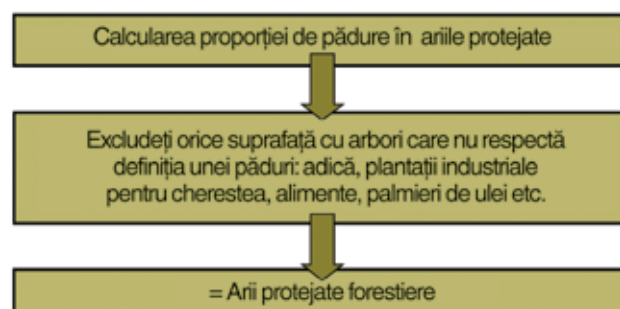 Calcularea proporției de pădure în ariile protejate
Excludeți orice suprafață cu arbori care nu respectă
definiția unei păduri: adică, plantații industriale
pentru cherestea, alimente, palmieri de ulei etc.
= Arii protejate forestiere